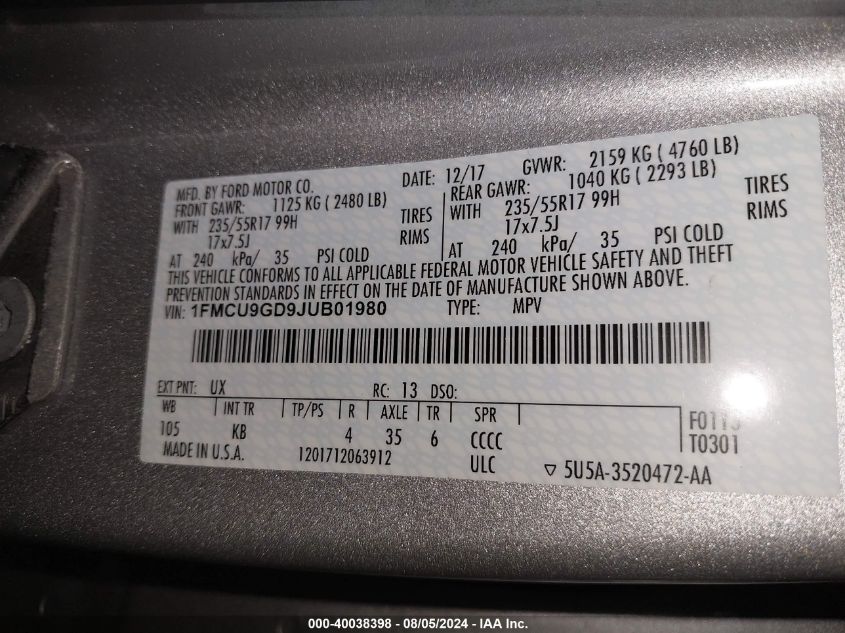 MFD. BY FORD MOTOR CO. DATE: 12/17 GVWR: 2159 KG ( 4760 LB)
FRONT GAWR: 1125 KG ( 2480 LB) REAR GAWR: 1040 KG ( 2293 LB)
WITH 235/55R17 99H TIRES WITH 235/55R17 99H TIRES
17x7.5J RIMS 17x7.5J RIMS
AT 240 kPa/ 35 PSI COLD AT 240 kPa/ 35 PSI COLD
THIS VEHICLE CONFORMS TO ALL APPLICABLE FEDERAL MOTOR VEHICLE SAFETY AND THEFT
PREVENTION STANDARDS IN EFFECT ON THE DATE OF MANUFACTURE SHOWN ABOVE.
VIN: 1FMCU9GD9JUB01980 TYPE: MPV
EXT PNT: UX RC: 13 DSO:
WB INT TR TP/PS R AXLE TR SPR F0113
105 KB 4 35 6 CCCC T0301
MADE IN U.S.A. 1201712063912 ULC ▽ 5U5A-3520472-AA
000-40038398 - 08/05/2024 - IAA Inc.